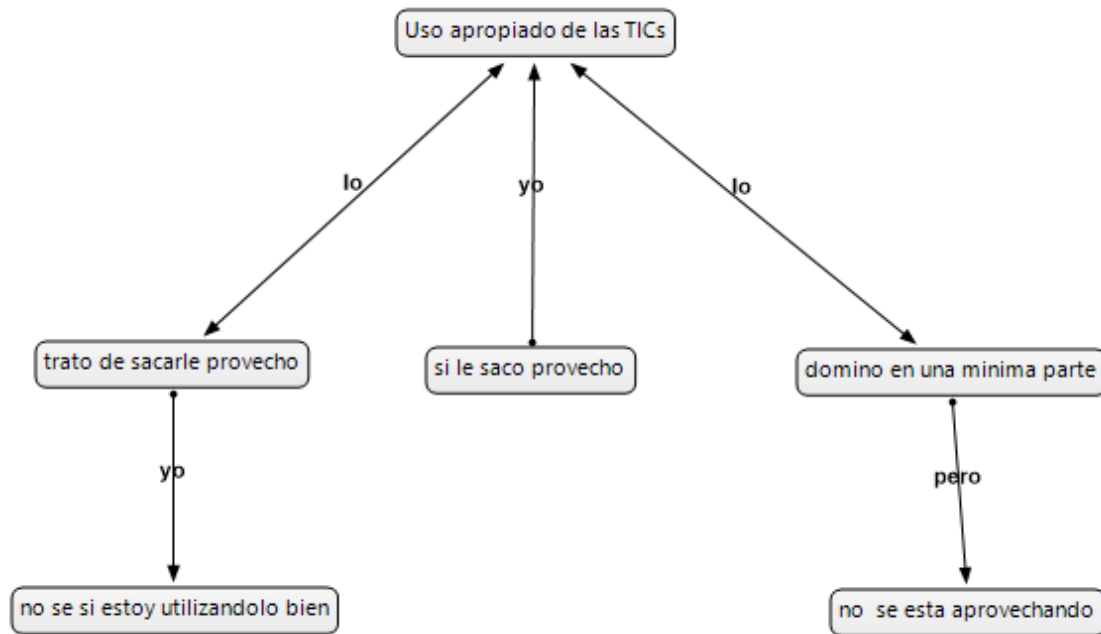 Uso apropiado de las TICs
lo
yo
lo
trato de sacarle provecho
si le saco provecho
domino en una minima parte
yo
pero
no se si estoy utilizandolo bien
no  se esta aprovechando